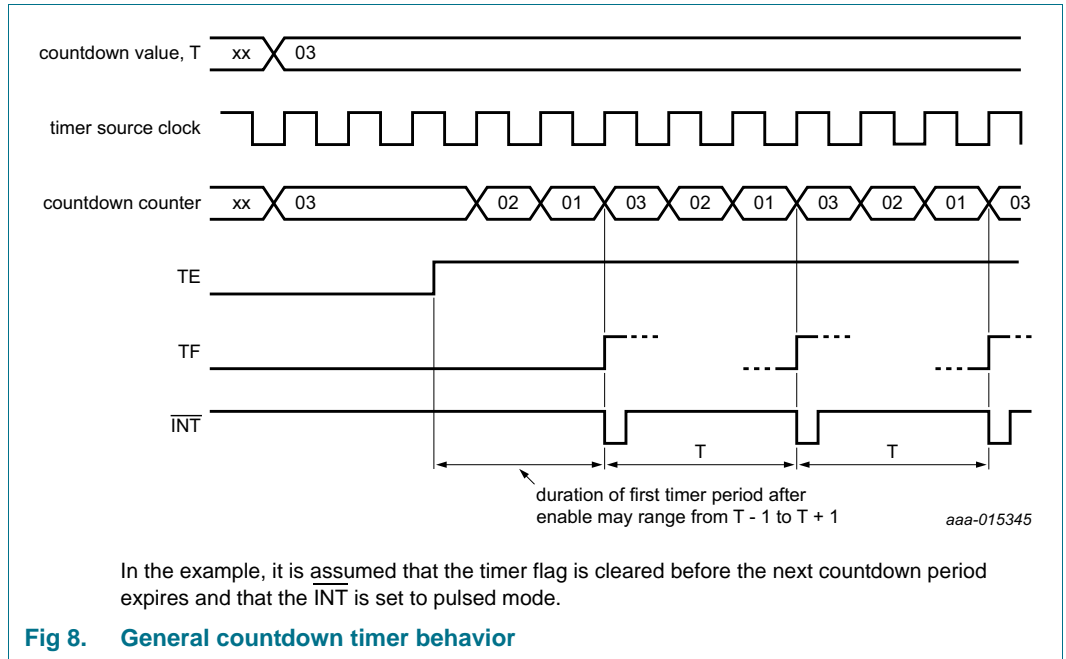 countdown value, T xx 03
timer source clock
countdown counter xx 03 02 01 03 02 01 03 02 01 03
TE
TF
INT
T T
duration of first timer period after
enable may range from T - 1 to T + 1
aaa-015345
In the example, it is assumed that the timer flag is cleared before the next countdown period
expires and that the INT is set to pulsed mode.
Fig 8. General countdown timer behavior